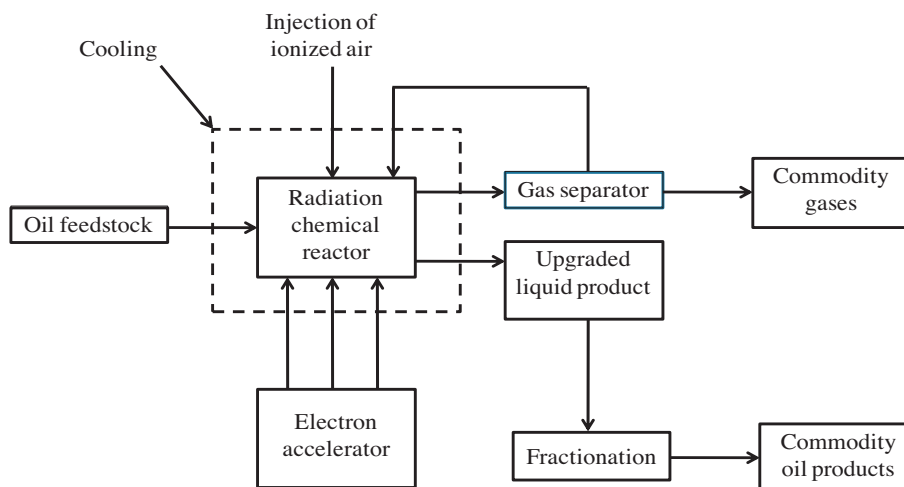 Injection of
ionized air
Cooling
Radiation
chemical
reactor
Gas separator
Commodity
gases
Oil feedstock
Upgraded
liquid product
Electron
accelerator
Fractionation
Commodity
oil products